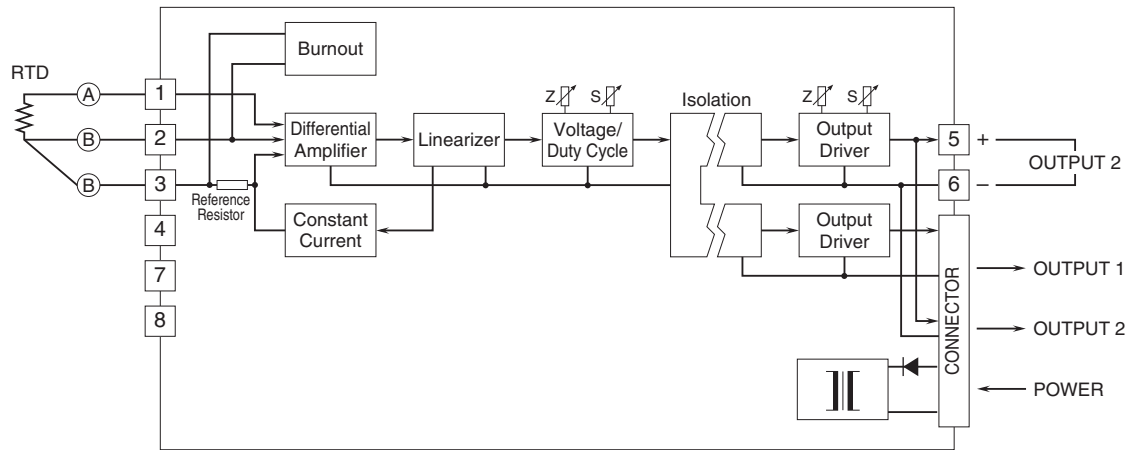 RTD
A
B
B
1
2
3
4
7
8
Burnout
Differential
Amplifier
Reference
Resistor
Constant
Current
Linearizer
Z
S
Voltage/
Duty Cycle
Isolation
Z
S
Output
Driver
Output
Driver
5
6
+
–
OUTPUT 2
CONNECTOR
OUTPUT 1
OUTPUT 2
POWER